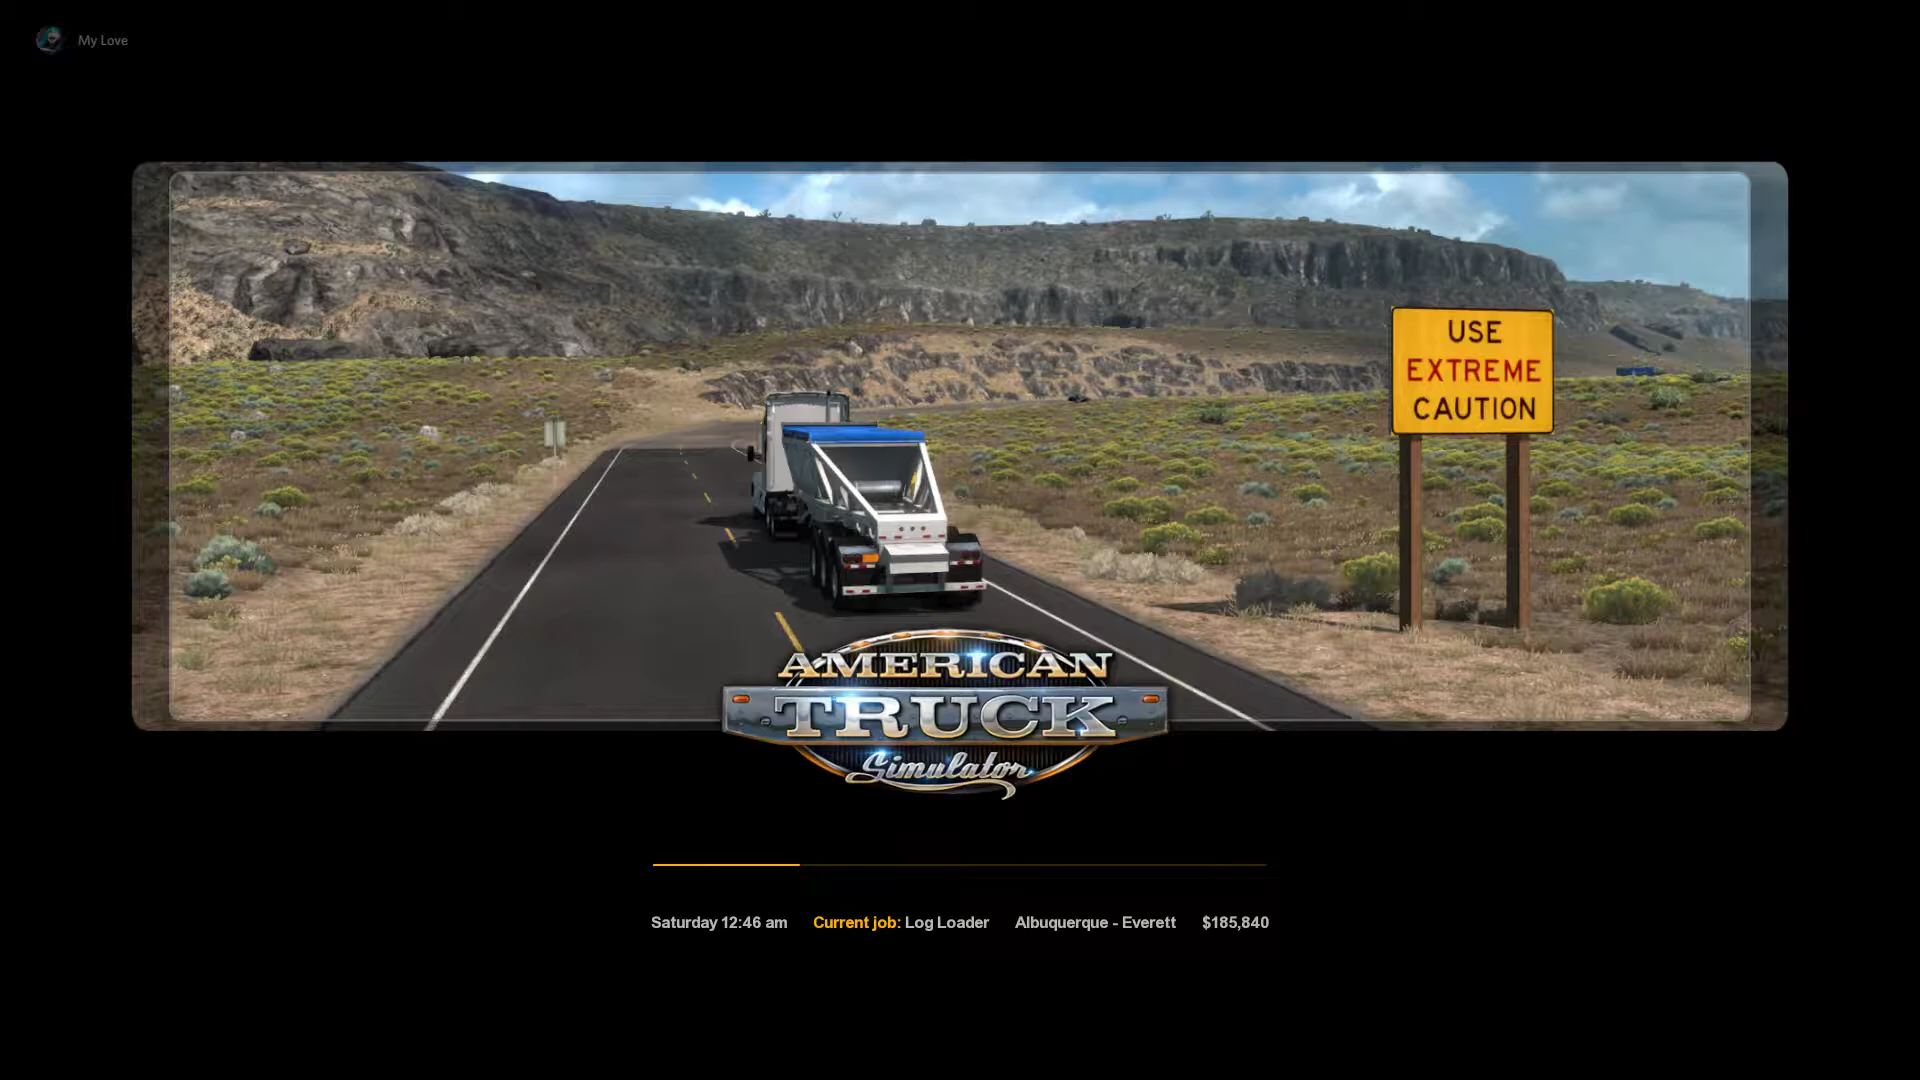 My Love
USE
EXTREME
CAUTION
AMERICAN
TRUCK
Simulator
Saturday 12:46 am Current job: Log Loader Albuquerque - Everett $185,840